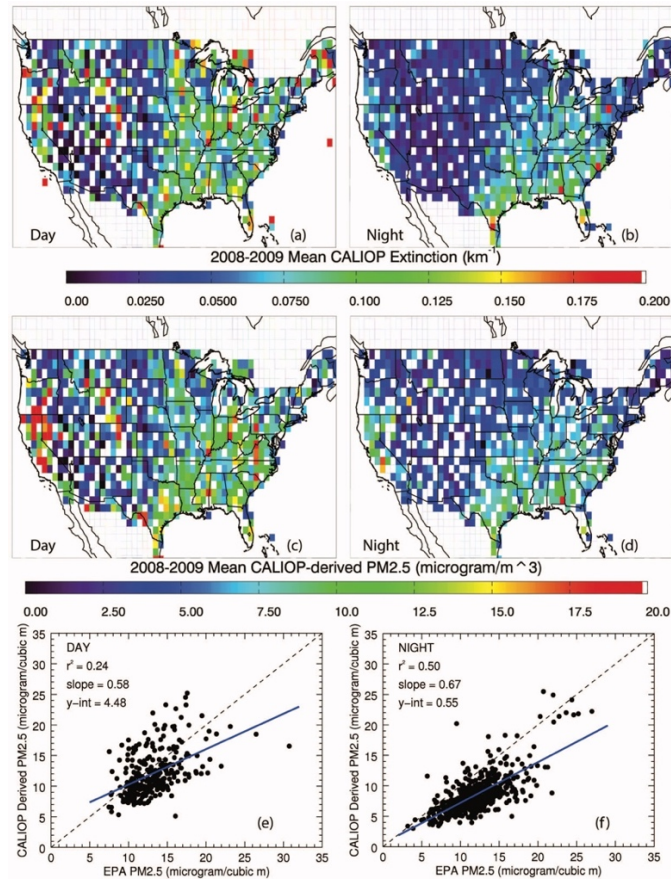 Day
(a)
Night
(b)
2008-2009 Mean CALIOP Extinction (km⁻¹)
0.00 0.0250 0.0500 0.0750 0.100 0.125 0.150 0.175 0.200
Day
(c)
Night
(d)
2008-2009 Mean CALIOP-derived PM2.5 (microgram/m ^3)
0.00 2.50 5.00 7.50 10.0 12.5 15.0 17.5 20.0
35
30
25
20
15
10
5
0
CALIOP Derived PM2.5 (microgram/cubic m)
DAY
r² = 0.24
slope = 0.58
y-int = 4.48
(e)
0 5 10 15 20 25 30 35
EPA PM2.5 (microgram/cubic m)
35
30
25
20
15
10
5
0
CALIOP Derived PM2.5 (microgram/cubic m)
NIGHT
r² = 0.50
slope = 0.67
y-int = 0.55
(f)
0 5 10 15 20 25 30 35
EPA PM2.5 (microgram/cubic m)